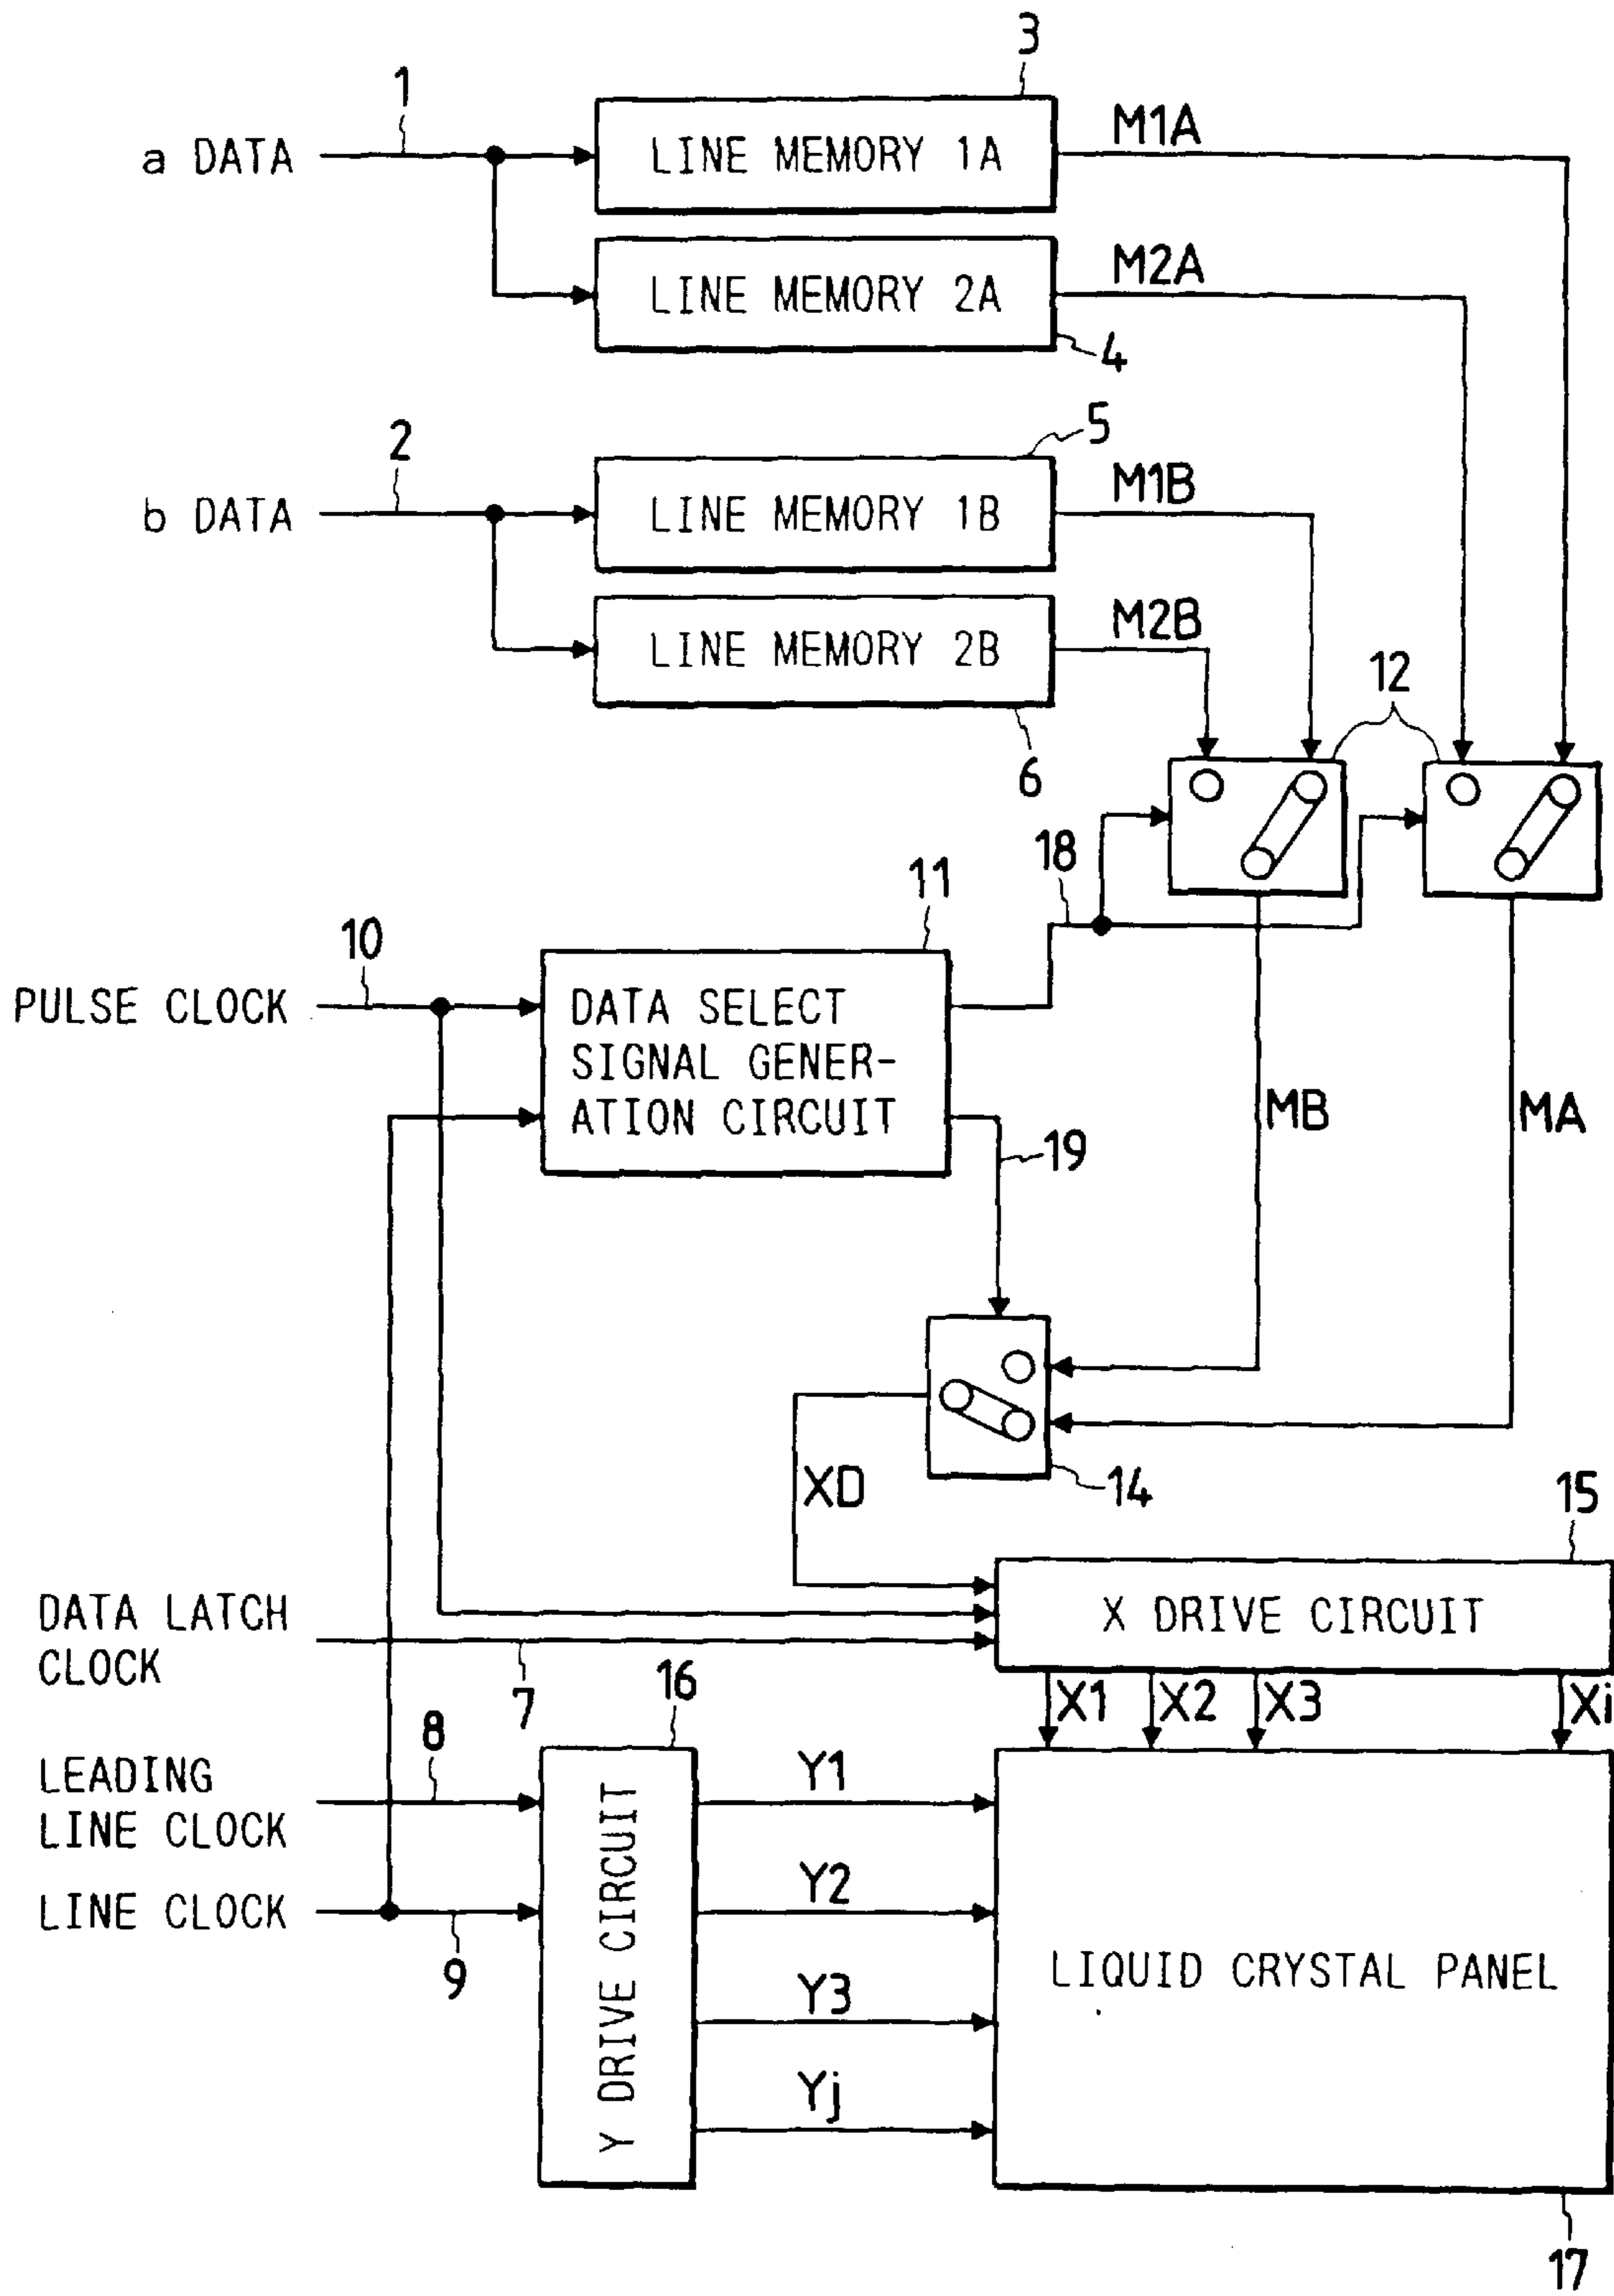 3
1
M1A
a DATA
LINE MEMORY 1A
M2A
LINE MEMORY 2A
4
5
2
M1B
b DATA
LINE MEMORY 1B
M2B
LINE MEMORY 2B
12
6
18
11
10
PULSE CLOCK
DATA SELECT
SIGNAL GENER-
ATION CIRCUIT
MB
MA
19
XD
14
15
DATA LATCH
CLOCK
X DRIVE CIRCUIT
7
16
X1
X2
X3
Xi
8
LEADING
LINE CLOCK
Y1
Y2
LINE CLOCK
9
Y DRIVE CIRCUIT
LIQUID CRYSTAL PANEL
Y3
Yj
17